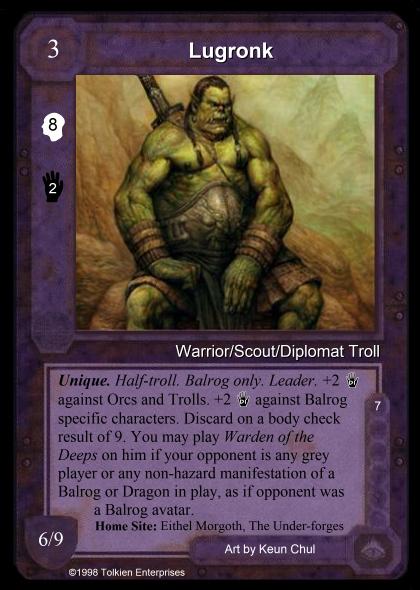 3
Lugronk
8
2
Warrior/Scout/Diplomat Troll
Unique. Half-troll. Balrog only. Leader. +2
against Orcs and Trolls. +2 against Balrog
specific characters. Discard on a body check
result of 9. You may play Warden of the
Deeps on him if your opponent is any grey
player or any non-hazard manifestation of a
Balrog or Dragon in play, as if opponent was
a Balrog avatar.
Home Site: Eithel Morgoth, The Under-forges
7
6/9
Art by Keun Chul
©1998 Tolkien Enterprises